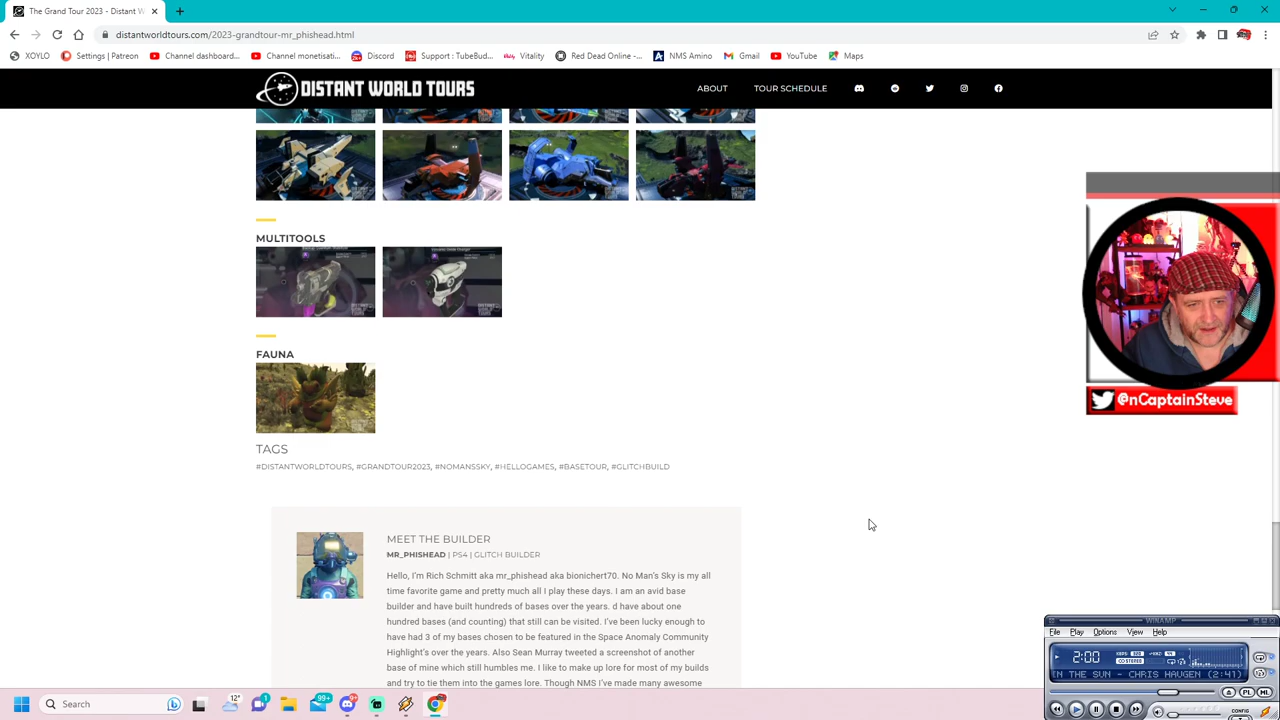 The Grand Tour 2023 - Distant W
distantworldtours.com/2023-grandtour-mr_phishead.html
XOYLO
Settings | Patreon
Channel dashboard...
Channel monetisati...
Discord
Support : TubeBud...
Vitality
Red Dead Online -...
NMS Amino
Gmail
YouTube
Maps
DISTANT WORLD TOURS
ABOUT
TOUR SCHEDULE
MULTITOOLS
FAUNA
TAGS
#DISTANTWORLDTOURS, #GRANDTOUR2023, #NOMANSSKY, #HELLOGAMES, #BASETOUR, #GLITCHBUILD
@nCaptainSteve
MEET THE BUILDER
MR_PHISHEAD | PS4 | GLITCH BUILDER
Hello, I'm Rich Schmitt aka mr_phishead aka bionichert70. No Man's Sky is my all
time favorite game and pretty much all I play these days. I am an avid base
builder and have built hundreds of bases over the years. d have about one
hundred bases (and counting) that still can be visited. I've been lucky enough to
have had 3 of my bases chosen to be featured in the Space Anomaly Community
Highlight's over the years. Also Sean Murray tweeted a screenshot of another
base of mine which still humbles me. I like to make up lore for most of my builds
and try to tie them into the games lore. Though NMS I've made many awesome
WINAMP
File Play Options View Help
2:00
STEREO
IN THE SUN - CHRIS HAUGEN (2:41)
PL
ML
CONFIG
Search
12°
1
99+
9+